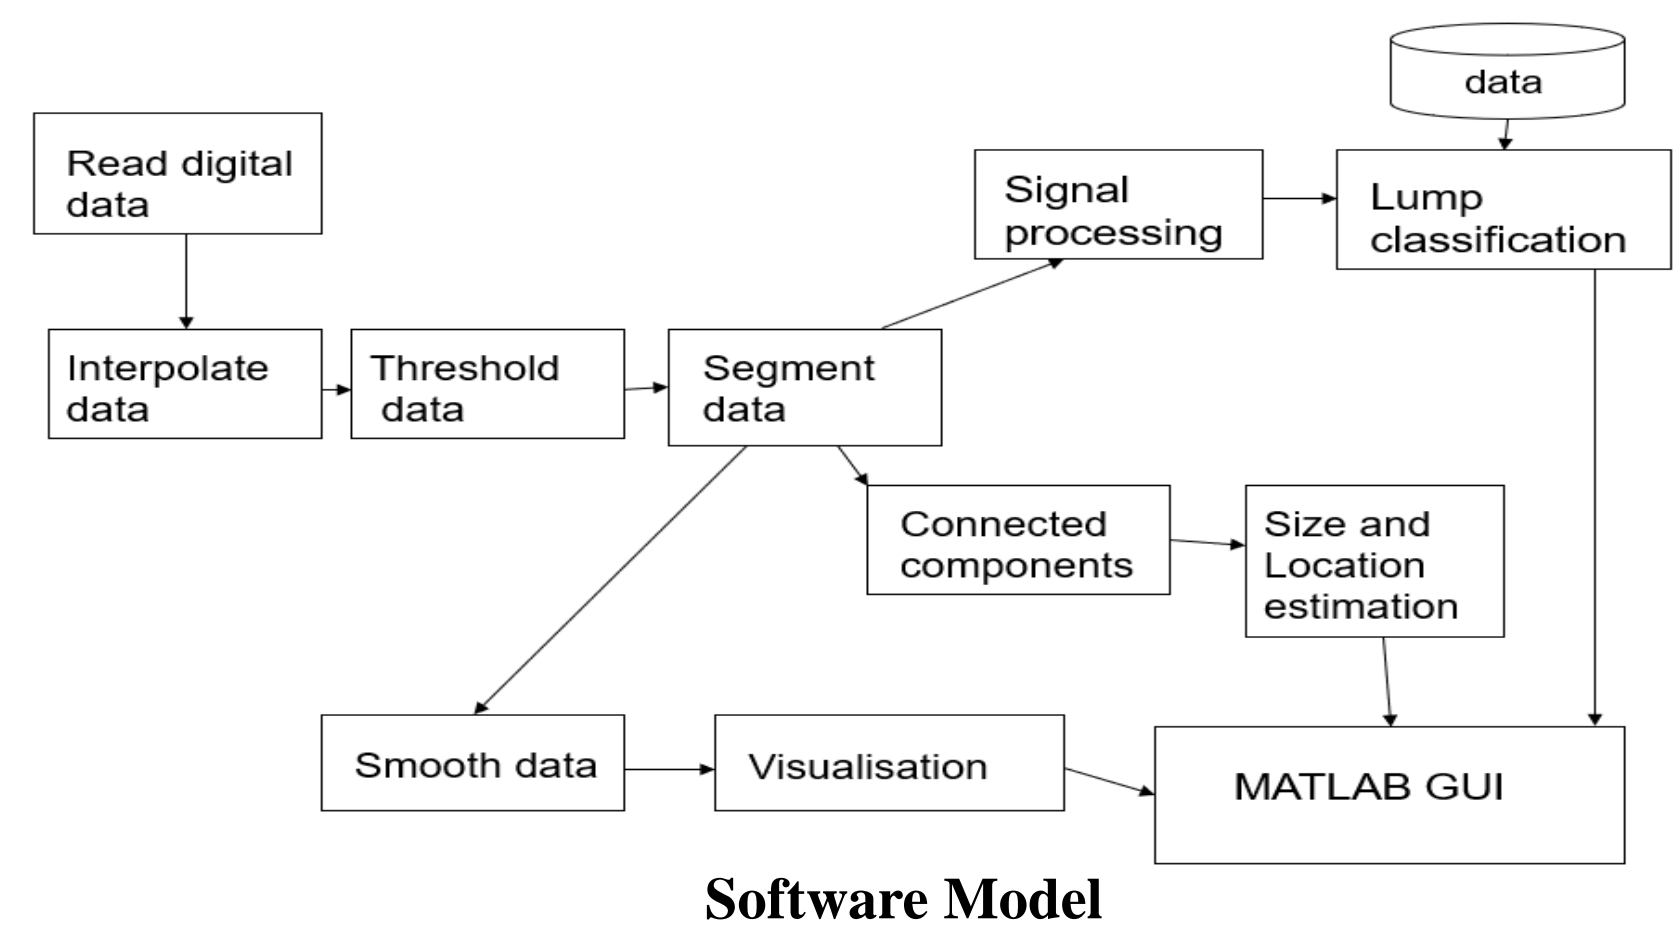 data
Read digital
data
Signal
processing
Lump
classification
Interpolate
data
Threshold
data
Segment
data
Connected
components
Size and
Location
estimation
Smooth data
Visualisation
MATLAB GUI
Software Model